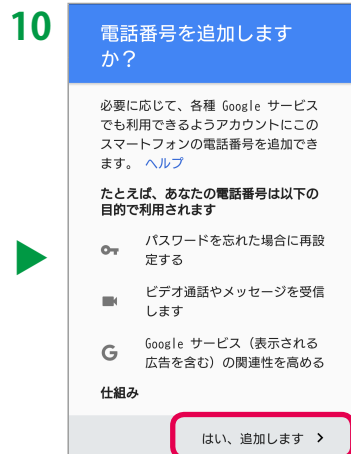 10
電話番号を追加します
か？
必要に応じて、各種 Google サービス
でも利用できるようアカウントにこの
スマートフォンの電話番号を追加でき
ます。 ヘルプ
たとえば、あなたの電話番号は以下の
目的で利用されます
パスワードを忘れた場合に再設
定する
ビデオ通話やメッセージを受信
します
G
Google サービス（表示される
広告を含む）の関連性を高める
仕組み
はい、追加します >